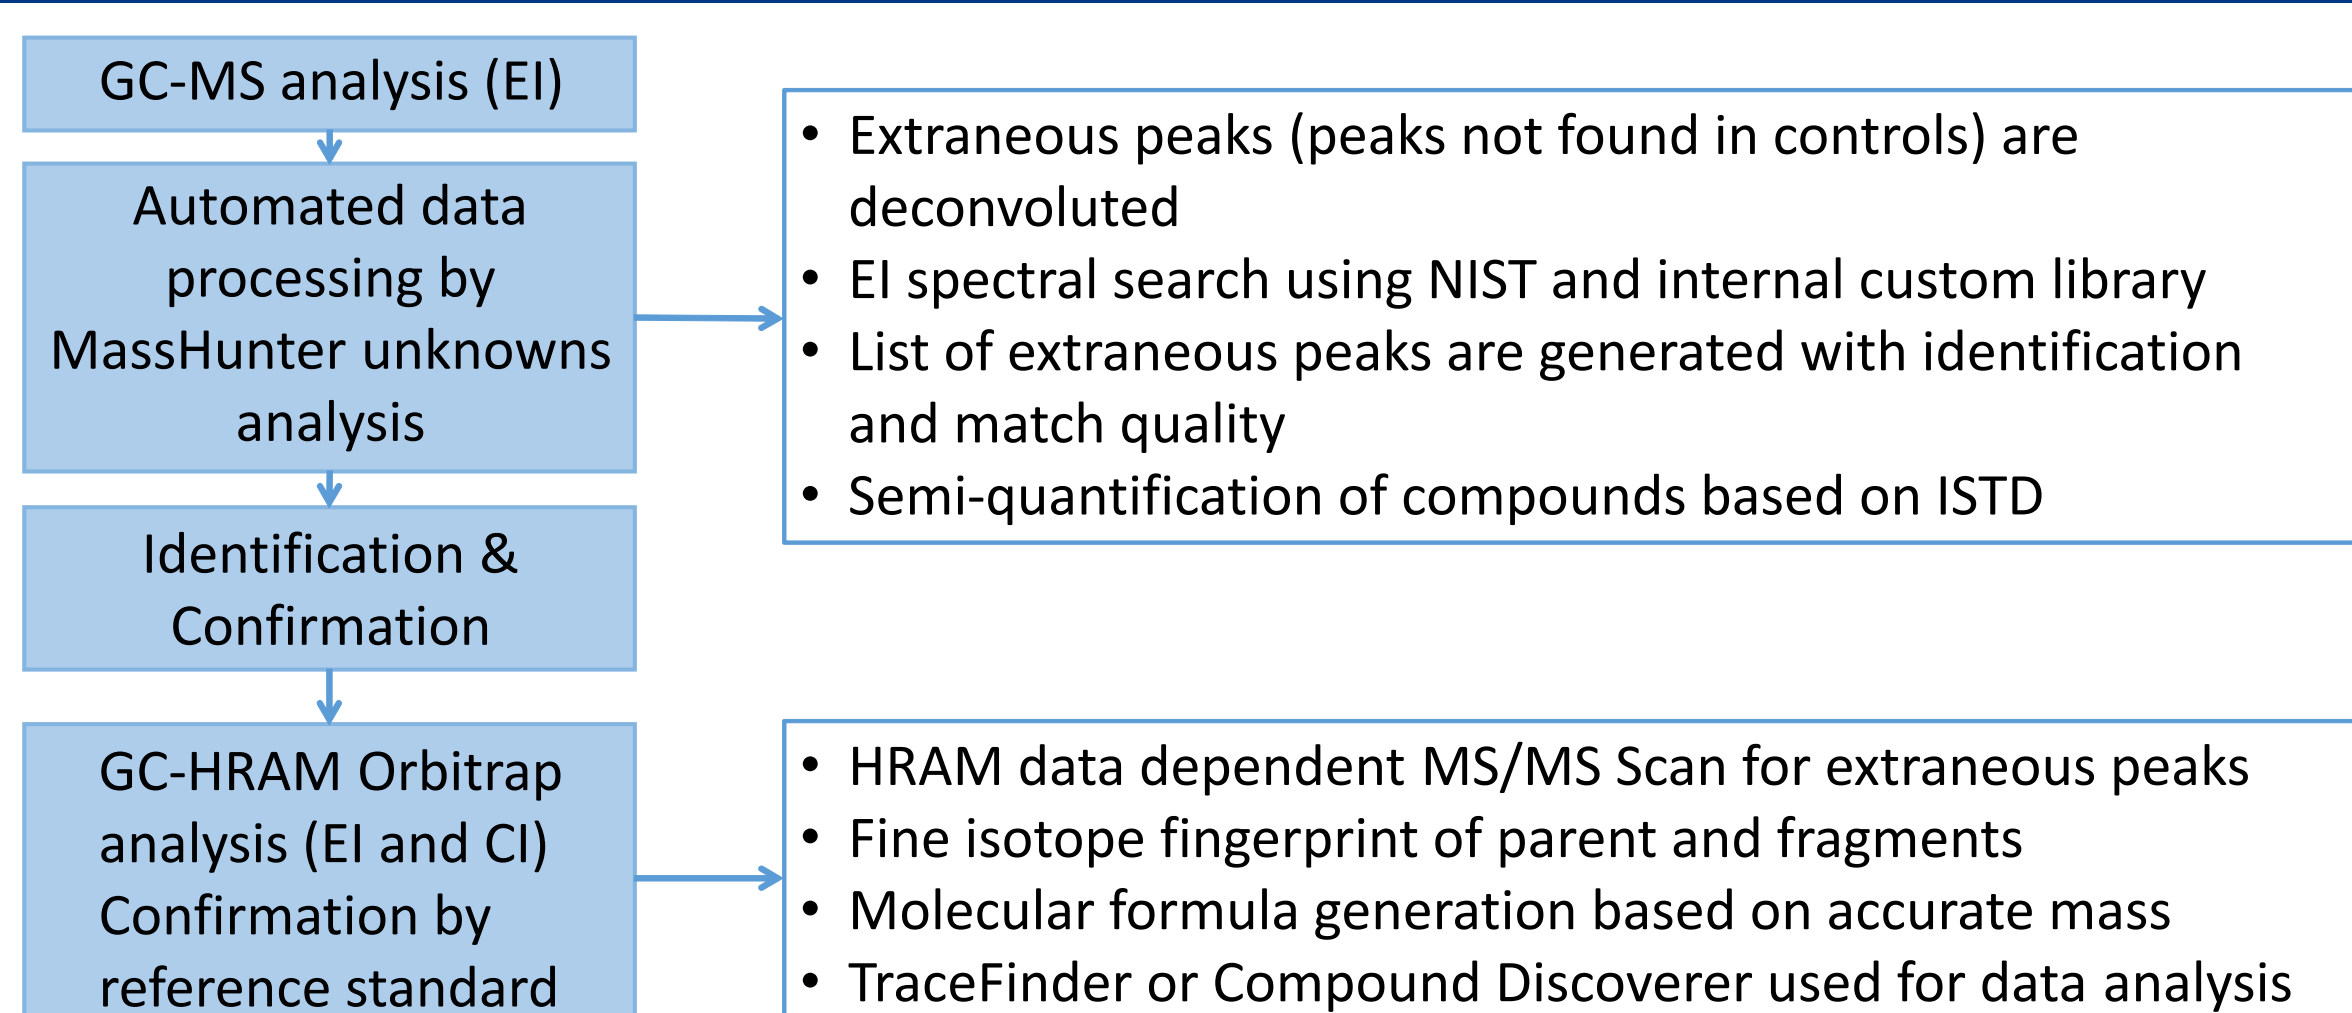 GC-MS analysis (EI)
Automated data
processing by
MassHunter unknowns
analysis
• Extraneous peaks (peaks not found in controls) are
deconvoluted
• EI spectral search using NIST and internal custom library
• List of extraneous peaks are generated with identification
and match quality
• Semi-quantification of compounds based on ISTD
Identification &
Confirmation
GC-HRAM Orbitrap
analysis (EI and CI)
Confirmation by
reference standard
• HRAM data dependent MS/MS Scan for extraneous peaks
• Fine isotope fingerprint of parent and fragments
• Molecular formula generation based on accurate mass
• TraceFinder or Compound Discoverer used for data analysis